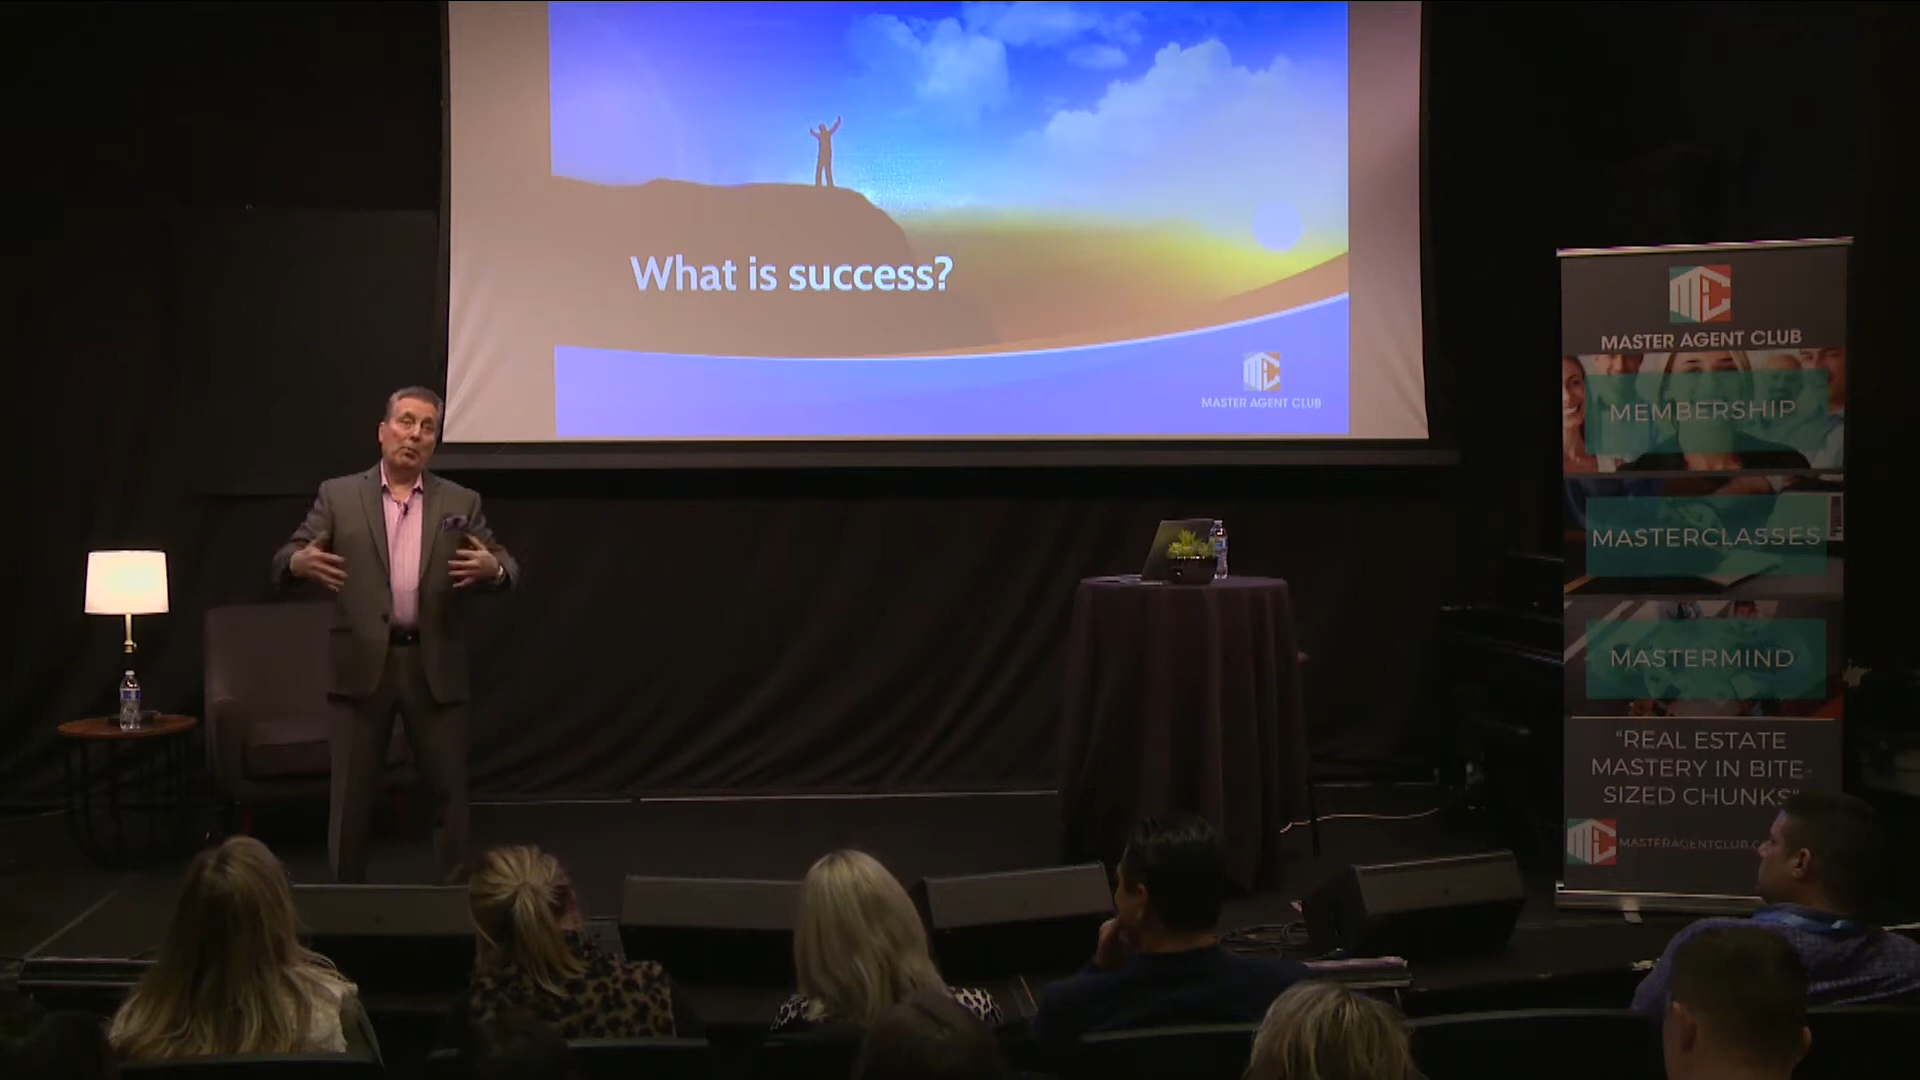 What is success?
MASTER AGENT CLUB
MASTER AGENT CLUB
MEMBERSHIP
MASTERCLASSES
MASTERMIND
"REAL ESTATE
MASTERY IN BITE-
SIZED CHUNKS"